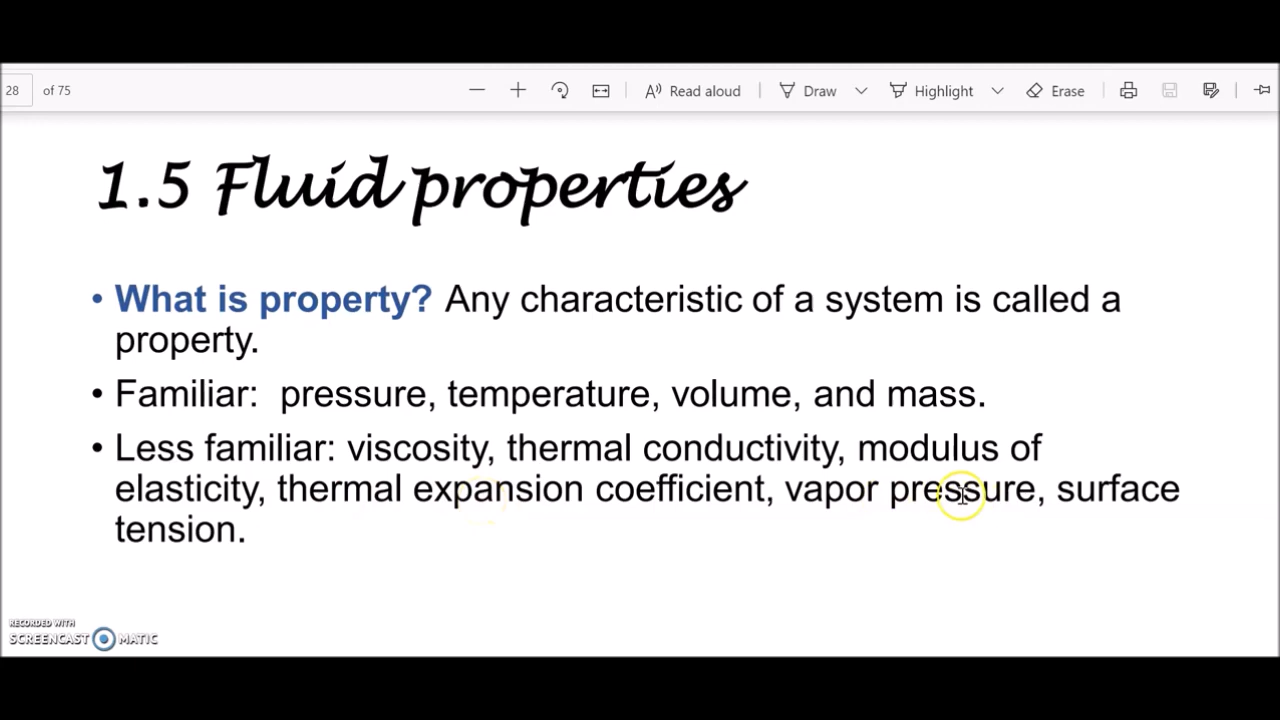 28 of 75 Read aloud Draw Highlight Erase
1.5 Fluid properties
• What is property? Any characteristic of a system is called a
property.
• Familiar:  pressure, temperature, volume, and mass.
• Less familiar: viscosity, thermal conductivity, modulus of
elasticity, thermal expansion coefficient, vapor pressure, surface
tension.
RECORDED WITH
SCREENCAST MATIC